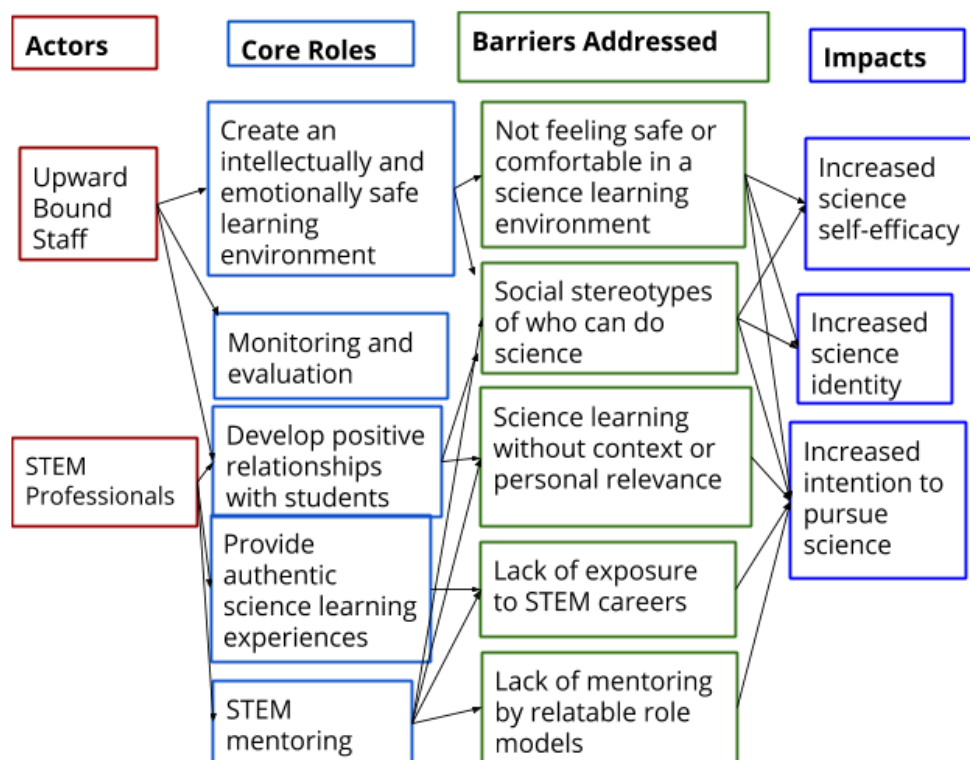 Actors
Core Roles
Barriers Addressed
Impacts
Upward
Bound
Staff
STEM
Professionals
Create an
intellectually and
emotionally safe
learning
environment
Monitoring and
evaluation
Develop positive
relationships
with students
Provide
authentic
science learning
experiences
STEM
mentoring
Not feeling safe or
comfortable in a
science learning
environment
Social stereotypes
of who can do
science
Science learning
without context or
personal relevance
Lack of exposure
to STEM careers
Lack of mentoring
by relatable role
models
Increased
science
self-efficacy
Increased
science
identity
Increased
intention to
pursue
science